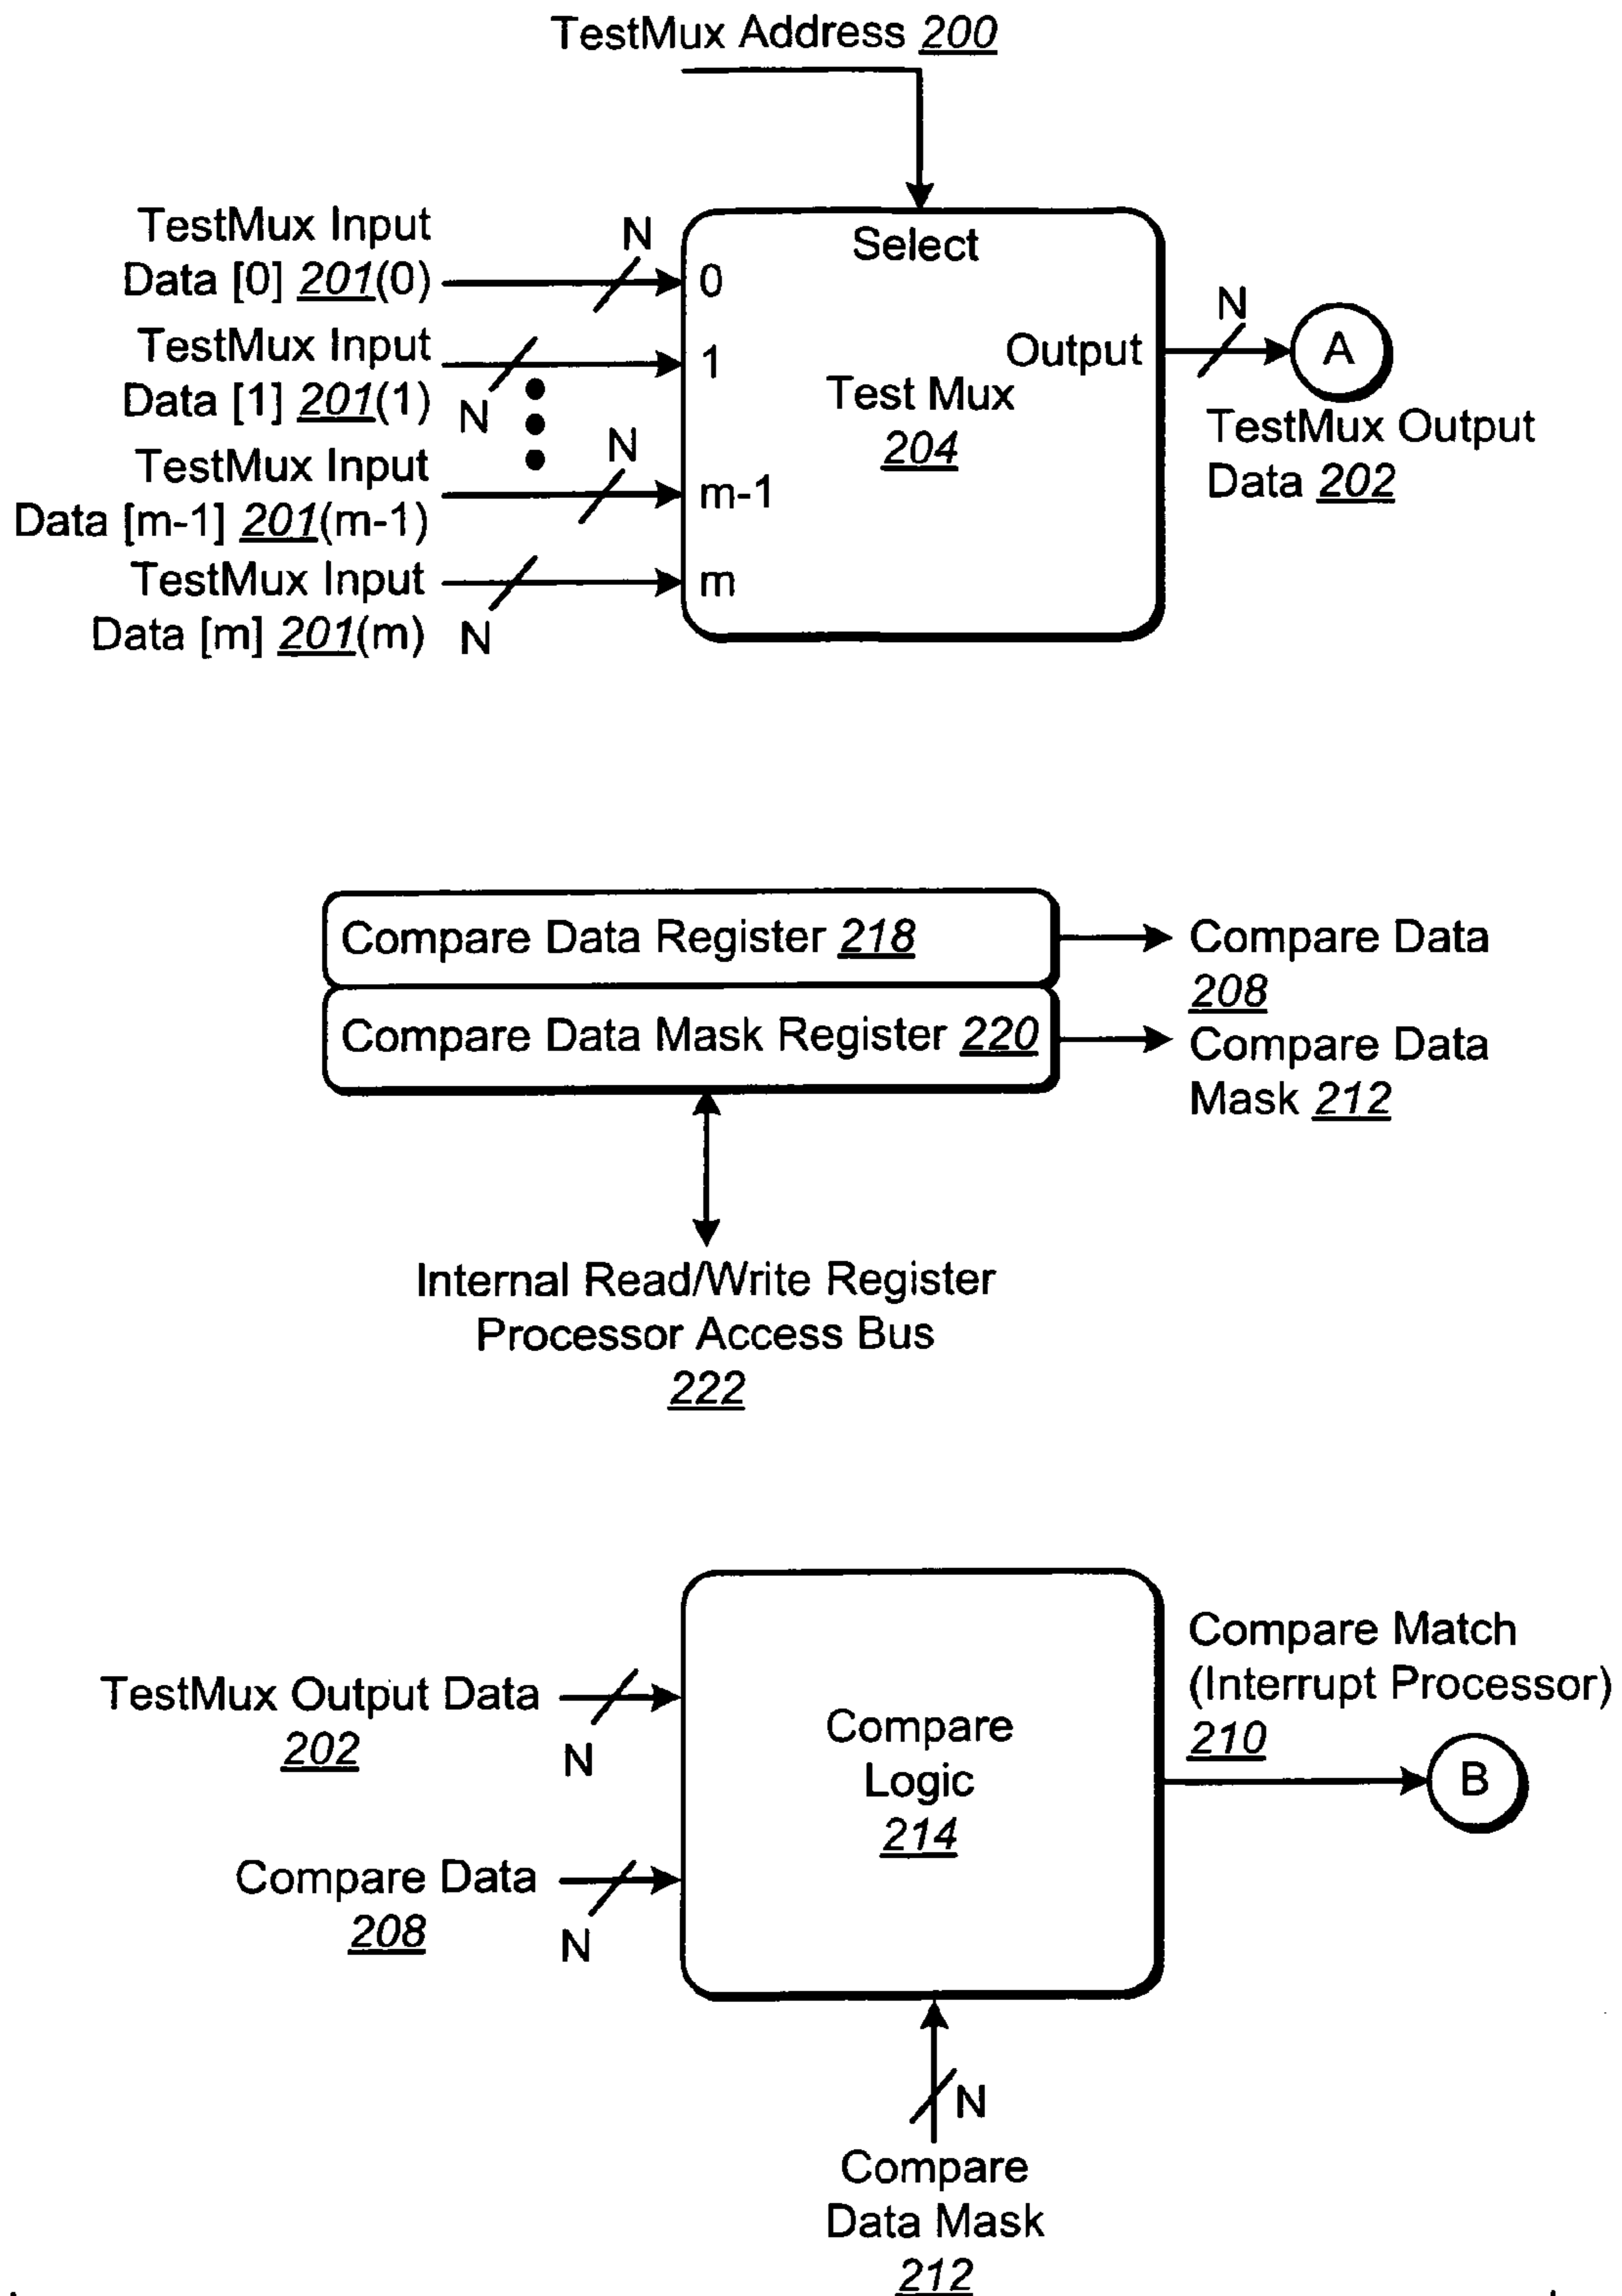 TestMux Address 200
TestMux Input
Data [0] 201(0)
N
0
Select
TestMux Input
Data [1] 201(1)
N
1
Output
N
A
Test Mux
204
TestMux Output
Data 202
TestMux Input
Data [m-1] 201(m-1)
N
m-1
TestMux Input
Data [m] 201(m)
N
m
Compare Data Register 218
Compare Data
208
Compare Data Mask Register 220
Compare Data
Mask 212
Internal Read/Write Register
Processor Access Bus
222
TestMux Output Data
202
N
Compare
Logic
214
Compare Match
(Interrupt Processor)
210
B
Compare Data
208
N
N
Compare
Data Mask
212